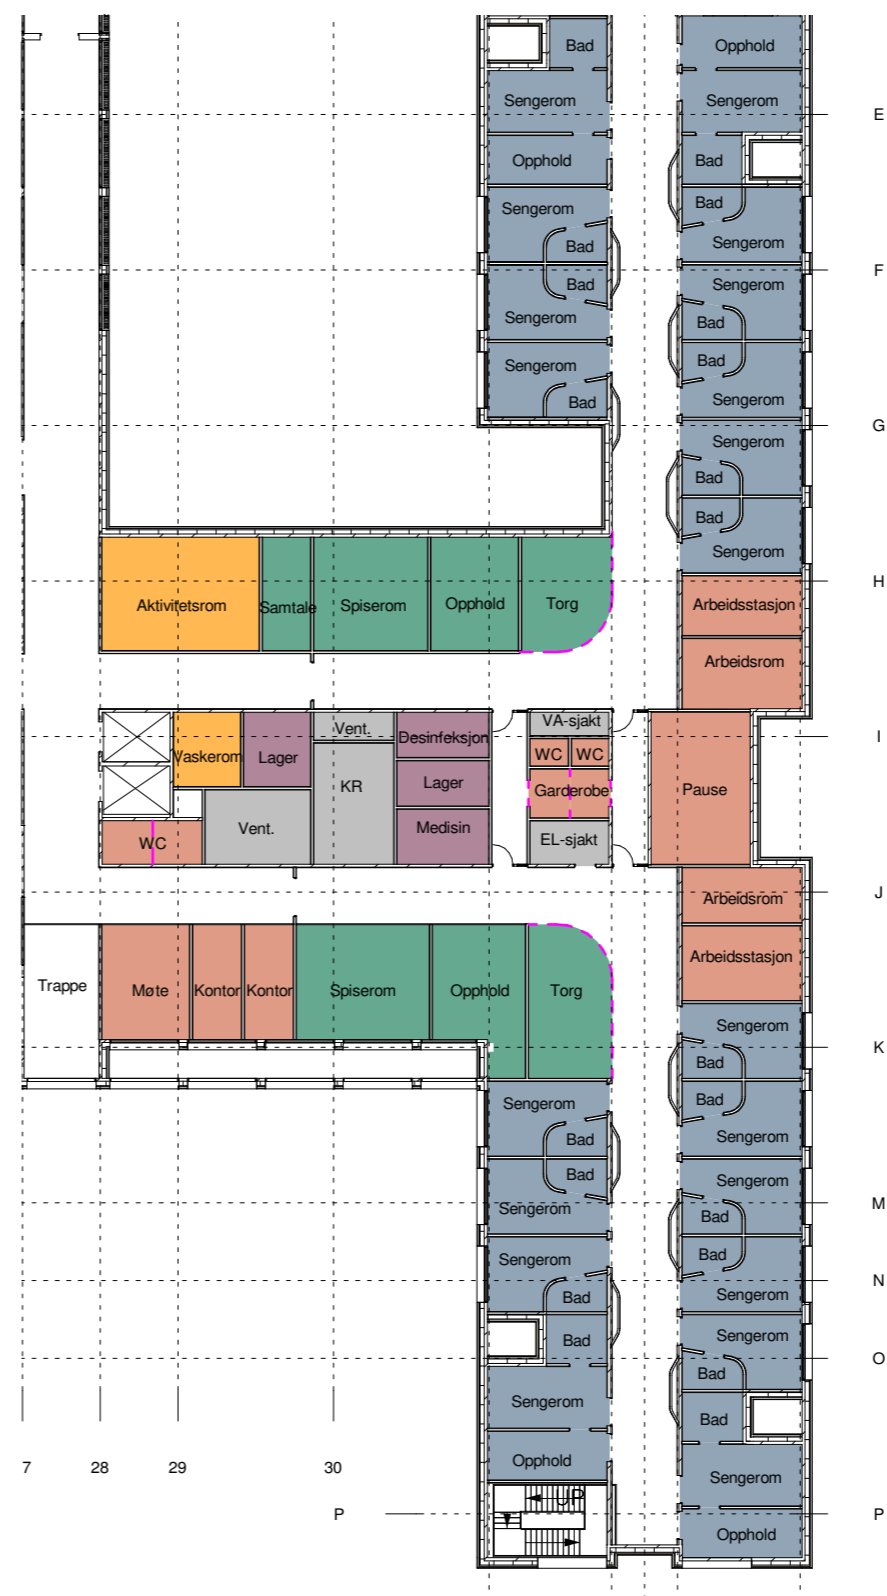 Bad
Opphold
Sengerom
Sengerom
E
Opphold
Bad
Sengerom
Bad
Bad
Sengerom
F
Bad
Sengerom
Sengerom
Bad
Sengerom
Bad
Bad
Sengerom
G
Sengerom
Bad
Bad
Sengerom
H
Aktivitetsrom
Samtale
Spiserom
Opphold
Torg
Arbeidsstasjon
Arbeidsrom
Vent.
VA-sjakt
I
Vaskerom
Lager
Desinfeksjon
WC
WC
KR
Lager
Garderobe
Pause
Vent.
Medisin
WC
EL-sjakt
J
Arbeidsrom
Arbeidsstasjon
Trappe
Møte
Kontor
Kontor
Spiserom
Opphold
Torg
Sengerom
K
Bad
Sengerom
Bad
Bad
Sengerom
Bad
Sengerom
M
Sengerom
Bad
Sengerom
Bad
N
Bad
Sengerom
Bad
Sengerom
O
Bad
Sengerom
Bad
7
28
29
30
Opphold
Sengerom
UP
P
P
Opphold